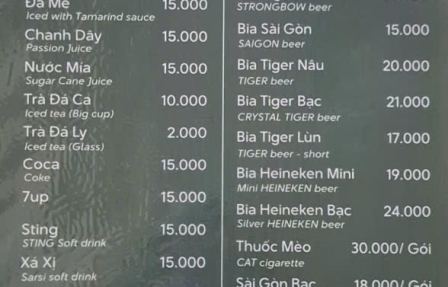 Đá Me 15.000
Iced with Tamarind sauce
Chanh Dây 15.000
Passion Juice
Nước Mía 15.000
Sugar Cane Juice
Trà Đá Ca 10.000
Iced tea (Big cup)
Trà Đá Ly 2.000
Iced tea (Glass)
Coca 15.000
Coke
7up 15.000
Sting 15.000
STING Soft drink
Xá Xị 15.000
Sarsi soft drink
STRONGBOW beer
Bia Sài Gòn 15.000
SAIGON beer
Bia Tiger Nâu 20.000
TIGER beer
Bia Tiger Bạc 21.000
CRYSTAL TIGER beer
Bia Tiger Lùn 17.000
TIGER beer - short
Bia Heineken Mini 19.000
Mini HEINEKEN beer
Bia Heineken Bạc 24.000
Silver HEINEKEN beer
Thuốc Mèo 30.000/ Gói
CAT cigarette
Sài Gòn Bạc 18.000/ Gói